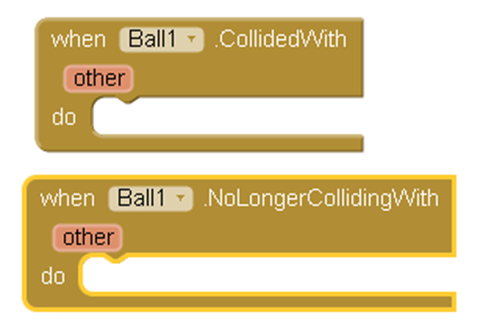 when Ball1 .CollidedWith
other
do
when Ball1 .NoLongerCollidingWith
other
do